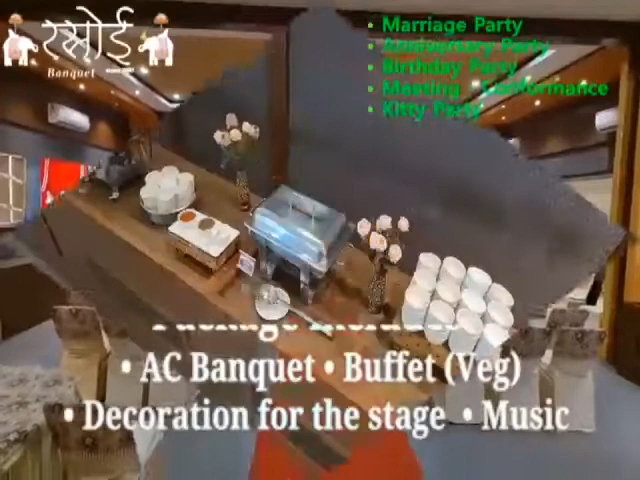 रसोई
Banquet
• Marriage Party
• Anniversary Party
• Birthday Party
• Meeting
• Kitty Party
• AC Banquet • Buffet (Veg)
• Decoration for the stage • Music